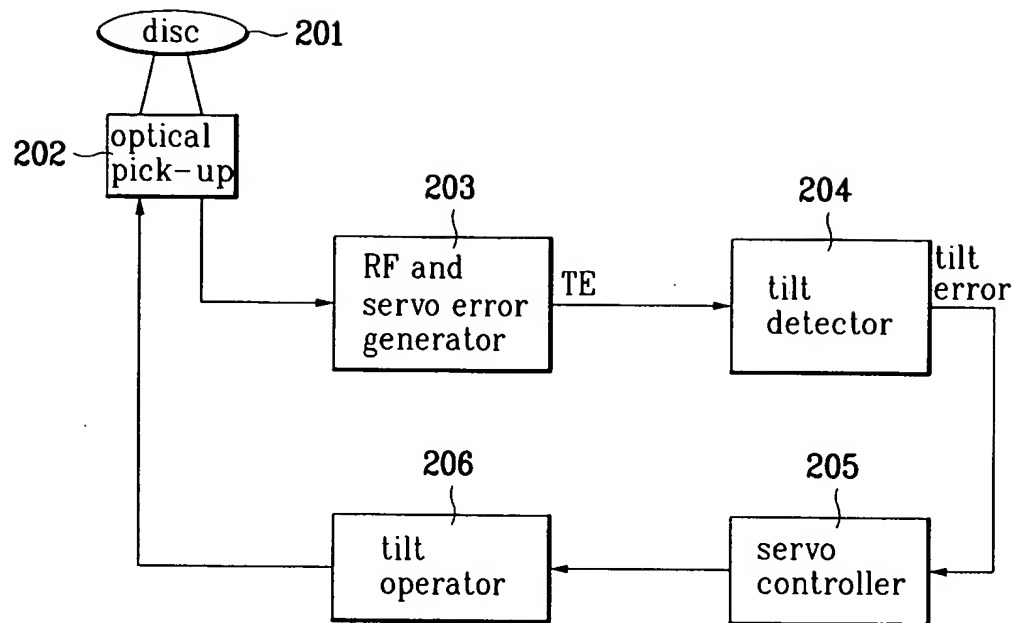 disc
201
202
optical
pick-up
203
204
RF and
servo error
generator
TE
tilt
detector
tilt
error
206
205
tilt
operator
servo
controller